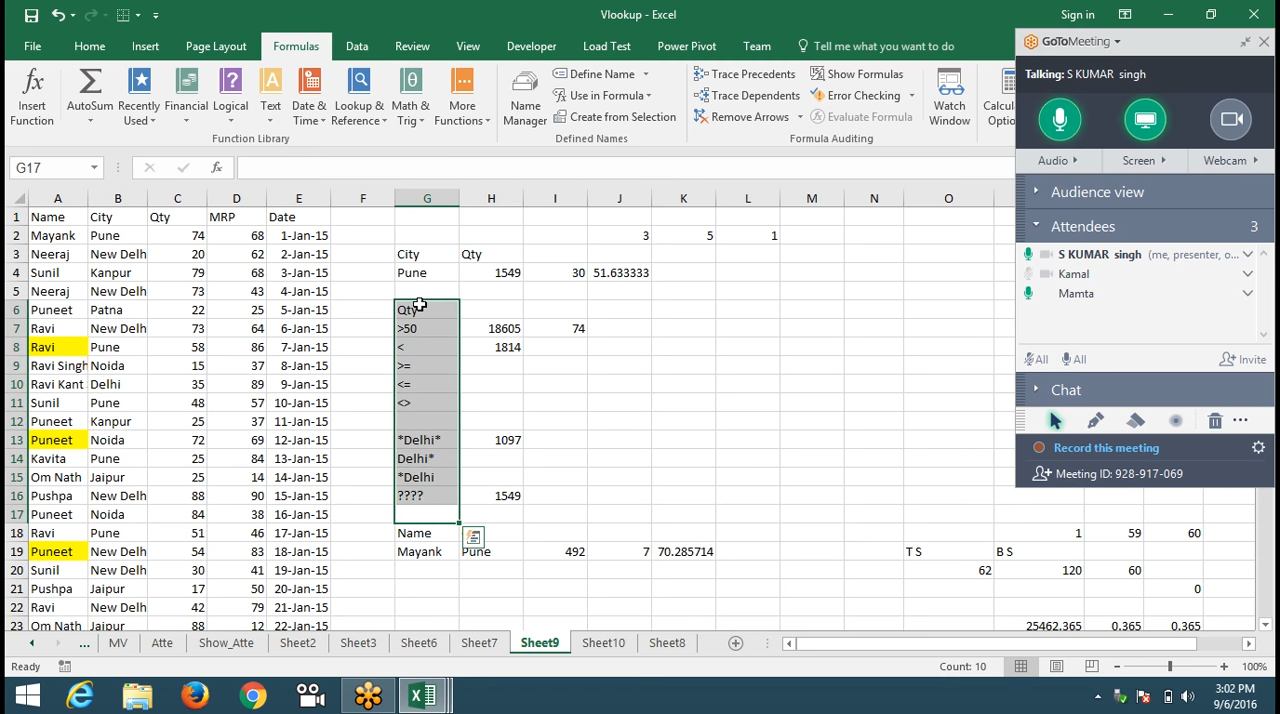 Vlookup - Excel
Sign in
File Home Insert Page Layout Formulas Data Review View Developer Load Test Power Pivot Team Tell me what you want to do
Insert Function
AutoSum
Recently Used
Financial
Logical
Text
Date & Time
Lookup & Reference
Math & Trig
More Functions
Function Library
Name Manager
Define Name
Use in Formula
Create from Selection
Defined Names
Trace Precedents
Trace Dependents
Remove Arrows
Show Formulas
Error Checking
Evaluate Formula
Formula Auditing
Watch Window
G17
fx
A B C D E F G H I J K L M N O
1 Name City Qty MRP Date
2 Mayank Pune 74 68 1-Jan-15 3 5 1
3 Neeraj New Delh 20 62 2-Jan-15 City Qty
4 Sunil Kanpur 79 68 3-Jan-15 Pune 1549 30 51.633333
5 Neeraj New Delh 73 43 4-Jan-15
6 Puneet Patna 22 25 5-Jan-15 Qty
7 Ravi New Delh 73 64 6-Jan-15 >50 18605 74
8 Ravi Pune 58 86 7-Jan-15 < 1814
9 Ravi Singh Noida 15 37 8-Jan-15 >=
10 Ravi Kant Delhi 35 89 9-Jan-15 <=
11 Sunil Pune 48 57 10-Jan-15 <>
12 Puneet Kanpur 25 37 11-Jan-15
13 Puneet Noida 72 69 12-Jan-15 *Delhi* 1097
14 Kavita Pune 25 84 13-Jan-15 Delhi*
15 Om Nath Jaipur 25 14 14-Jan-15 *Delhi
16 Pushpa New Delh 88 90 15-Jan-15 ???? 1549
17 Puneet Noida 84 38 16-Jan-15
18 Ravi Pune 51 46 17-Jan-15 Name 1 59 60
19 Puneet New Delh 54 83 18-Jan-15 Mayank Pune 492 7 70.285714 T S B S
20 Sunil New Delh 30 41 19-Jan-15 62 120 60
21 Pushpa Jaipur 17 50 20-Jan-15 0
22 Ravi New Delh 42 79 21-Jan-15
23 Om Nath Jaipur 88 12 22-Jan-15 25462.365 0.365 0.365
... MV Atte Show_Atte Sheet2 Sheet3 Sheet6 Sheet7 Sheet9 Sheet10 Sheet8
Ready
Count: 10
100%
GoToMeeting
Talking: S KUMAR singh
Audio Screen Webcam
Audience view
Attendees 3
S KUMAR singh (me, presenter, o...
Kamal
Mamta
All All Invite
Chat
Record this meeting
Meeting ID: 928-917-069
3:02 PM
9/6/2016